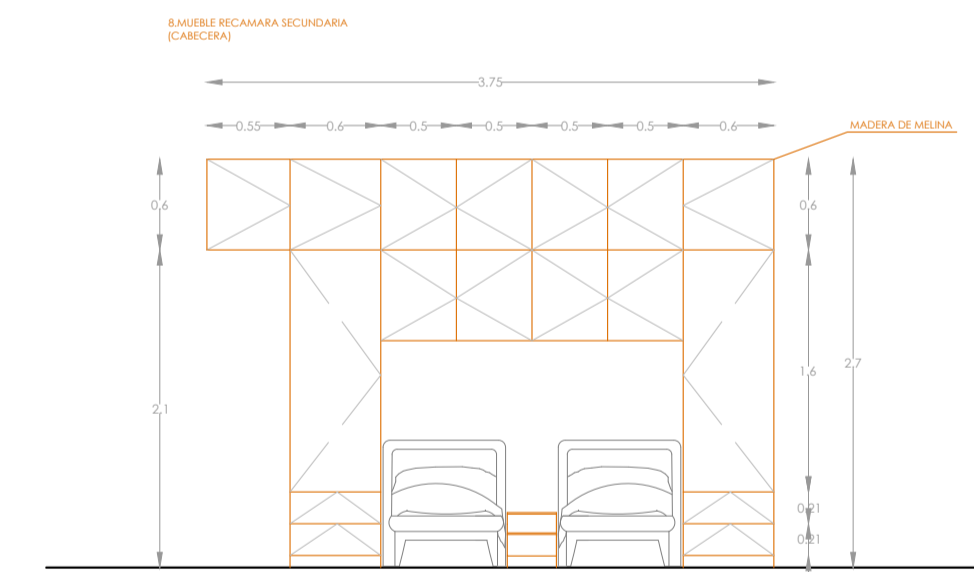 8.MUEBLE RECAMARA SECUNDARIA
(CABECERA)
3.75
0.55 0.6 0.5 0.5 0.5 0.5 0.6
MADERA DE MELINA
0.6 0.6
1.6 2.7
2.1
0.21
0.21